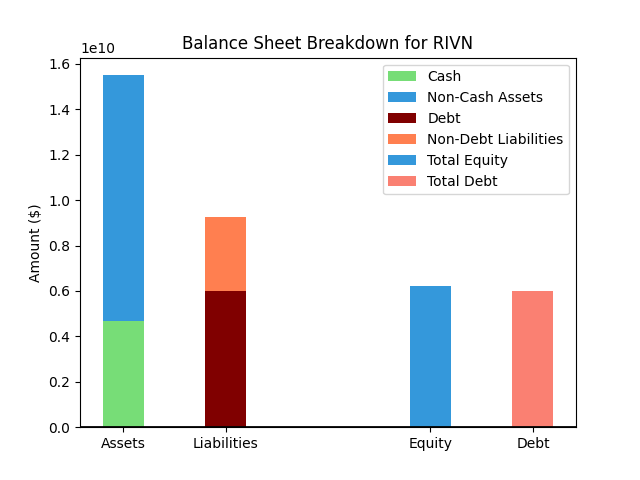 Balance Sheet Breakdown for RIVN
1e10
1.6
1.4
1.2
1.0
0.8
0.6
0.4
0.2
0.0
Amount ($)
Cash
Non-Cash Assets
Debt
Non-Debt Liabilities
Total Equity
Total Debt
Assets
Liabilities
Equity
Debt